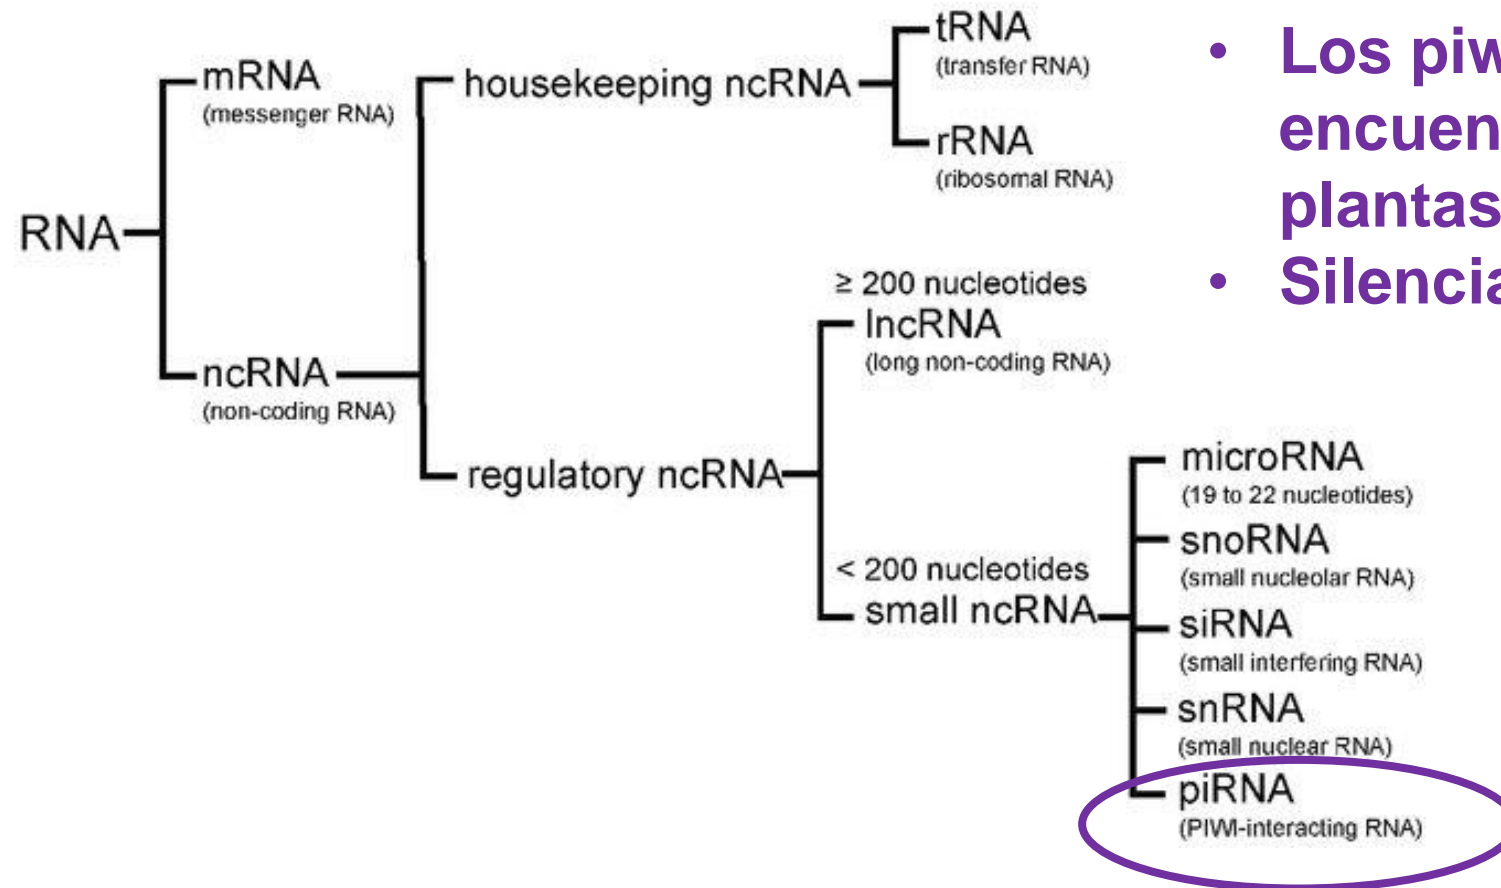 RNA
mRNA
(messenger RNA)
ncRNA
(non-coding RNA)
housekeeping ncRNA
tRNA
(transfer RNA)
rRNA
(ribosomal RNA)
regulatory ncRNA
≥ 200 nucleotides
lncRNA
(long non-coding RNA)
< 200 nucleotides
small ncRNA
microRNA
(19 to 22 nucleotides)
snoRNA
(small nucleolar RNA)
siRNA
(small interfering RNA)
snRNA
(small nuclear RNA)
piRNA
(PIWI-interacting RNA)
• Los
plantas
•